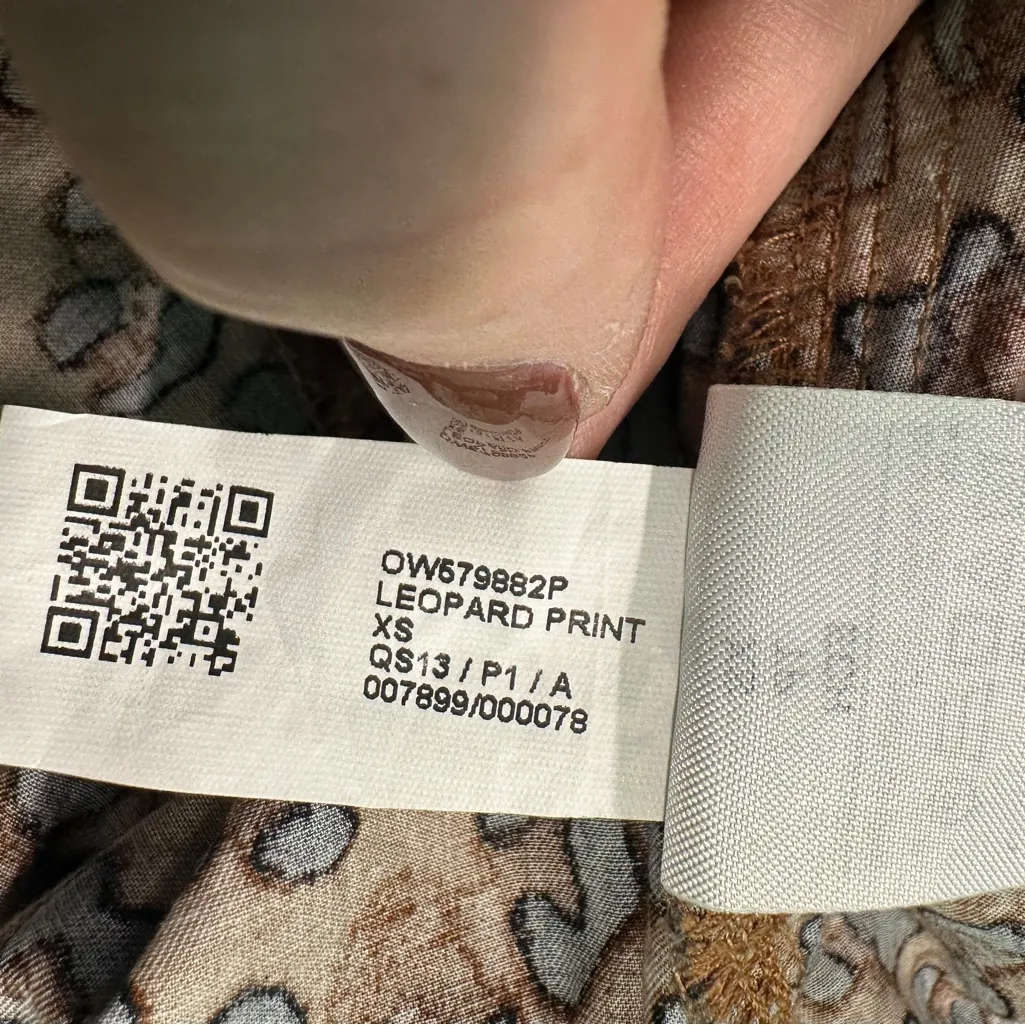 OW579882P
LEOPARD PRINT
XS
QS13 / P1 / A
007899/000078